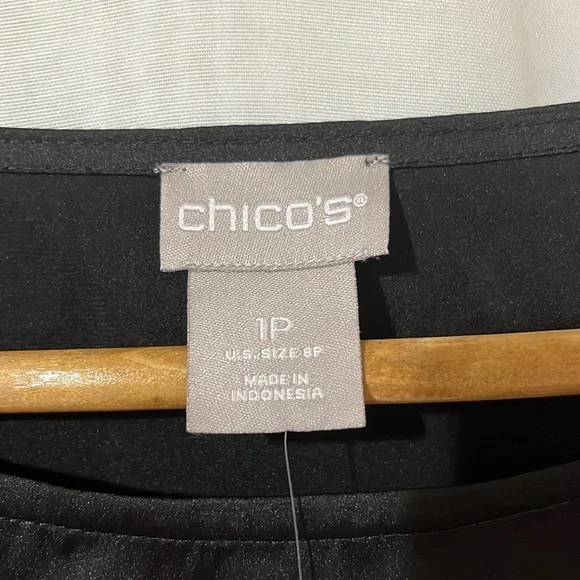 chico's®
1P
U.S. SIZE 8P
MADE IN
INDONESIA